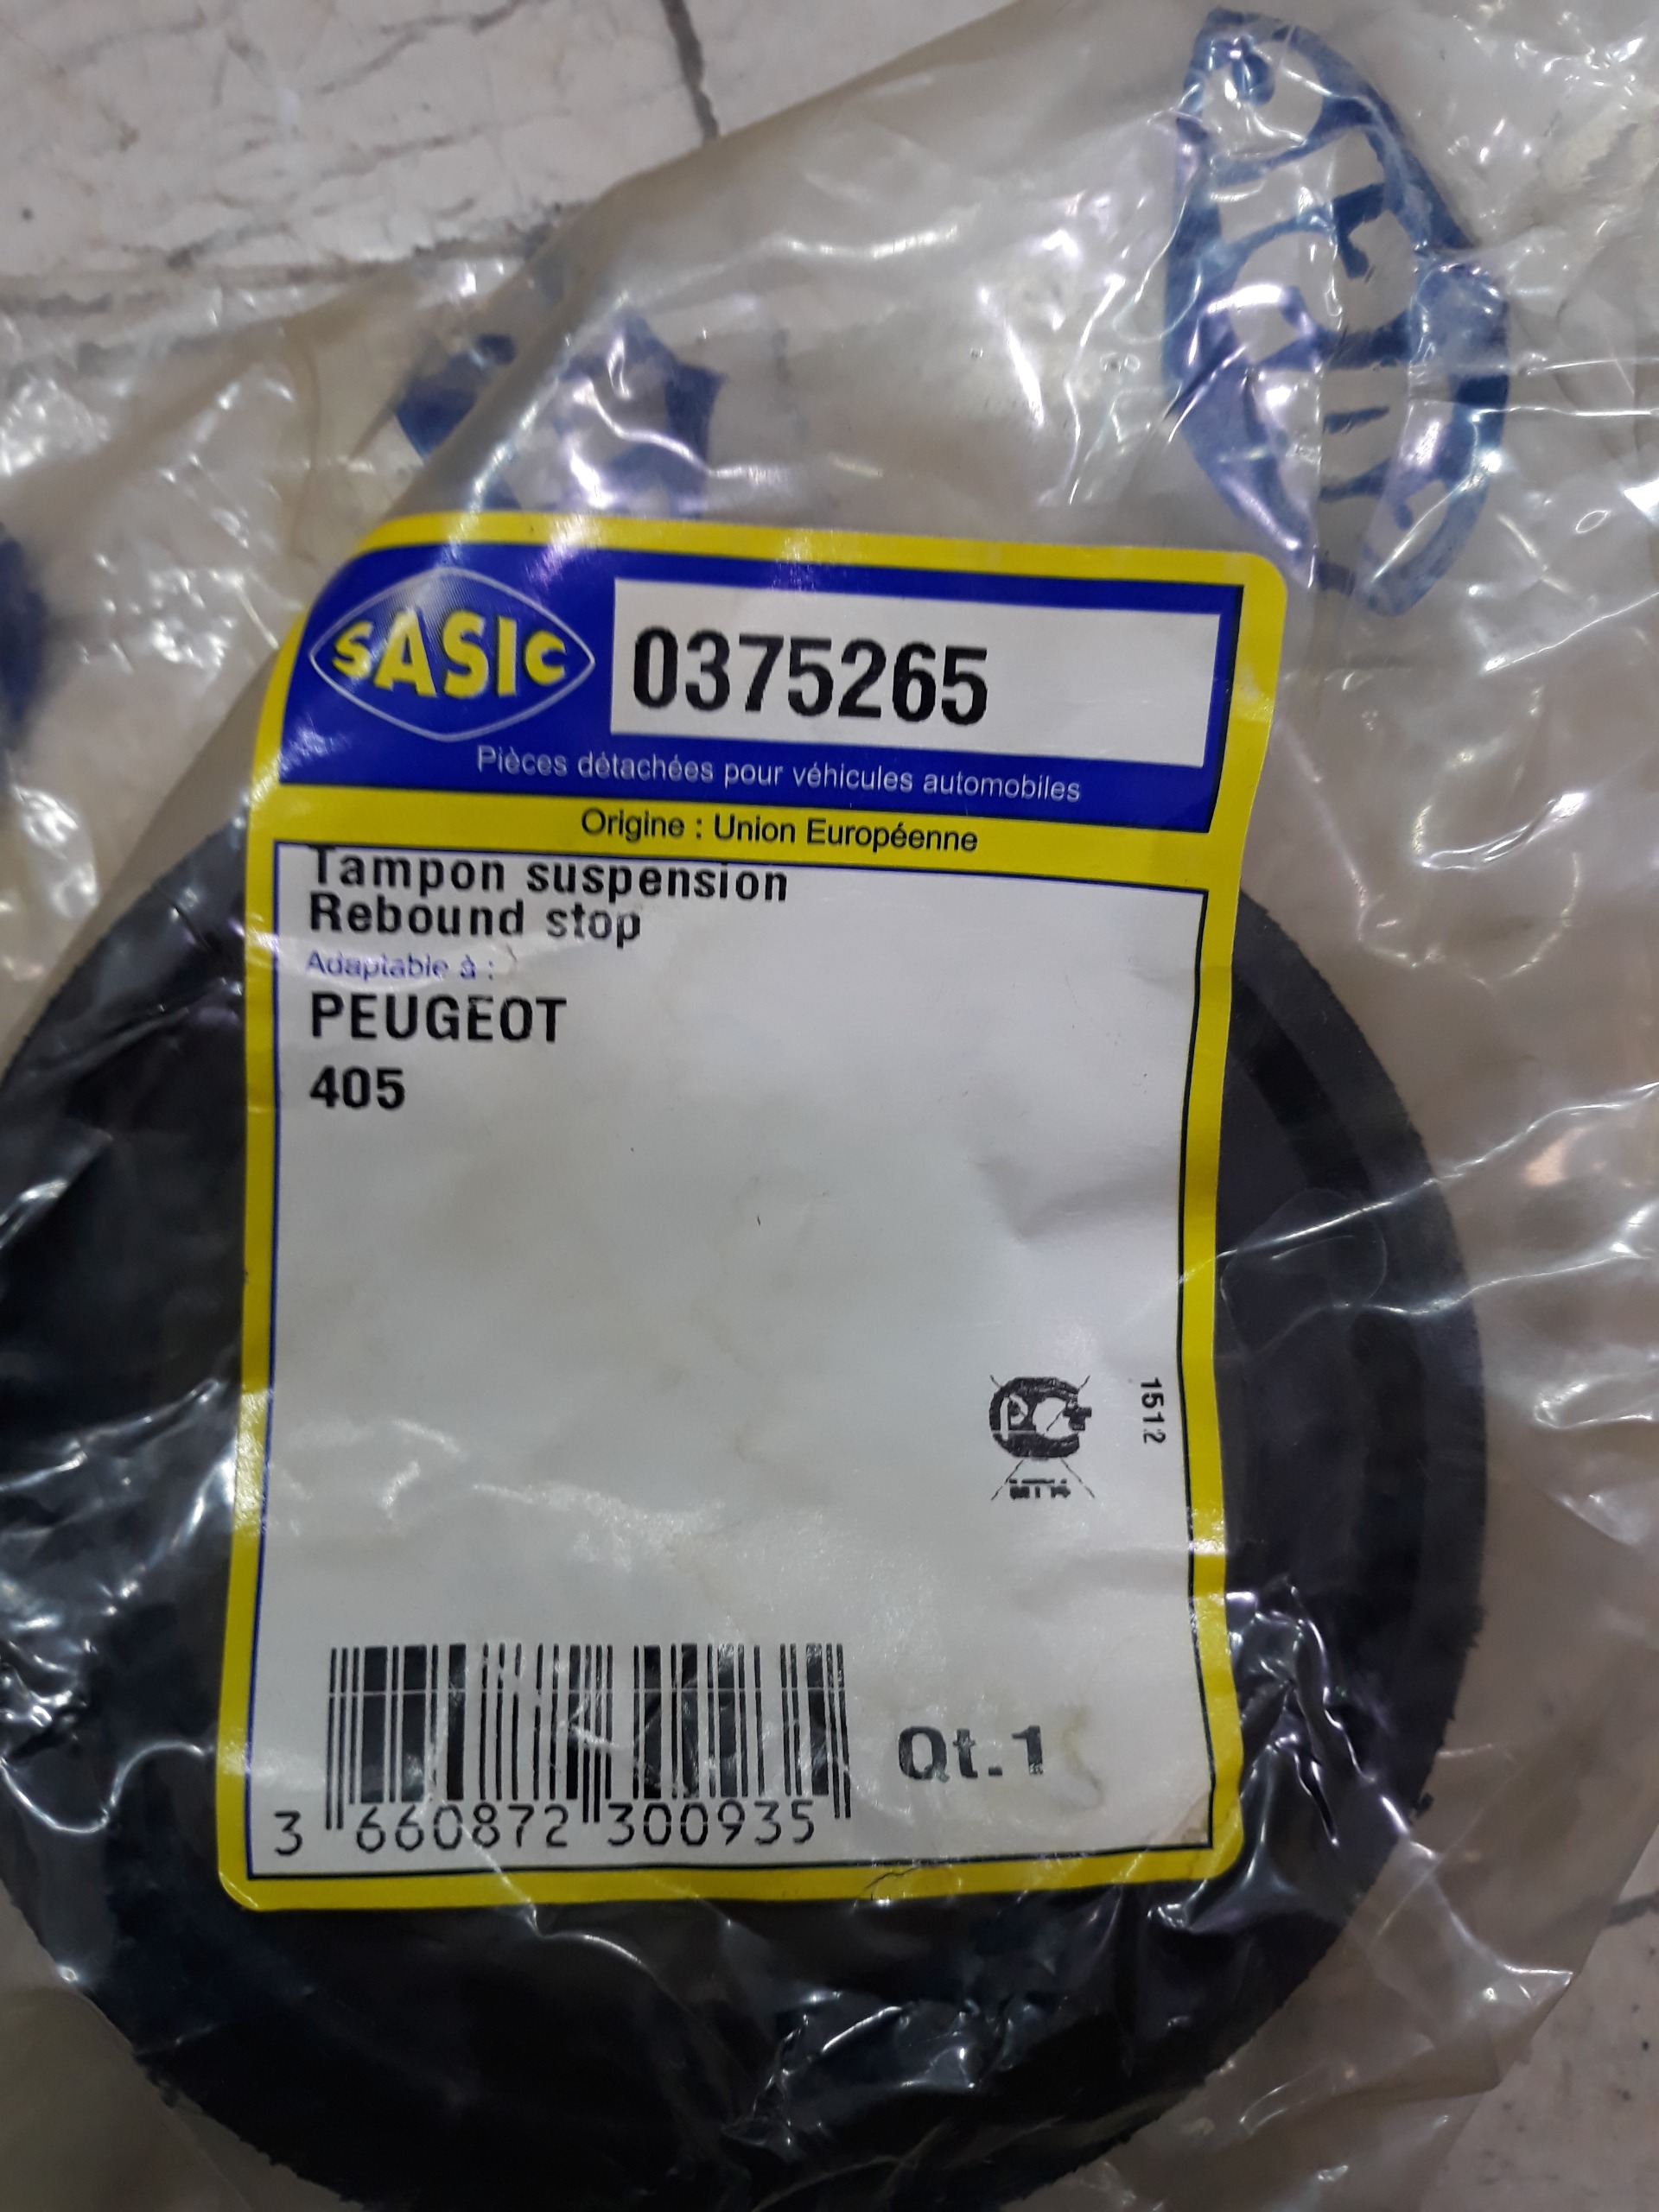 SASIC
SASIC
0375265
Pièces détachées pour véhicules automobiles
Origine : Union Européenne
Tampon suspension
Rebound stop
Adaptable à :
PEUGEOT
405
1512
Qt.1
3 660872 300935